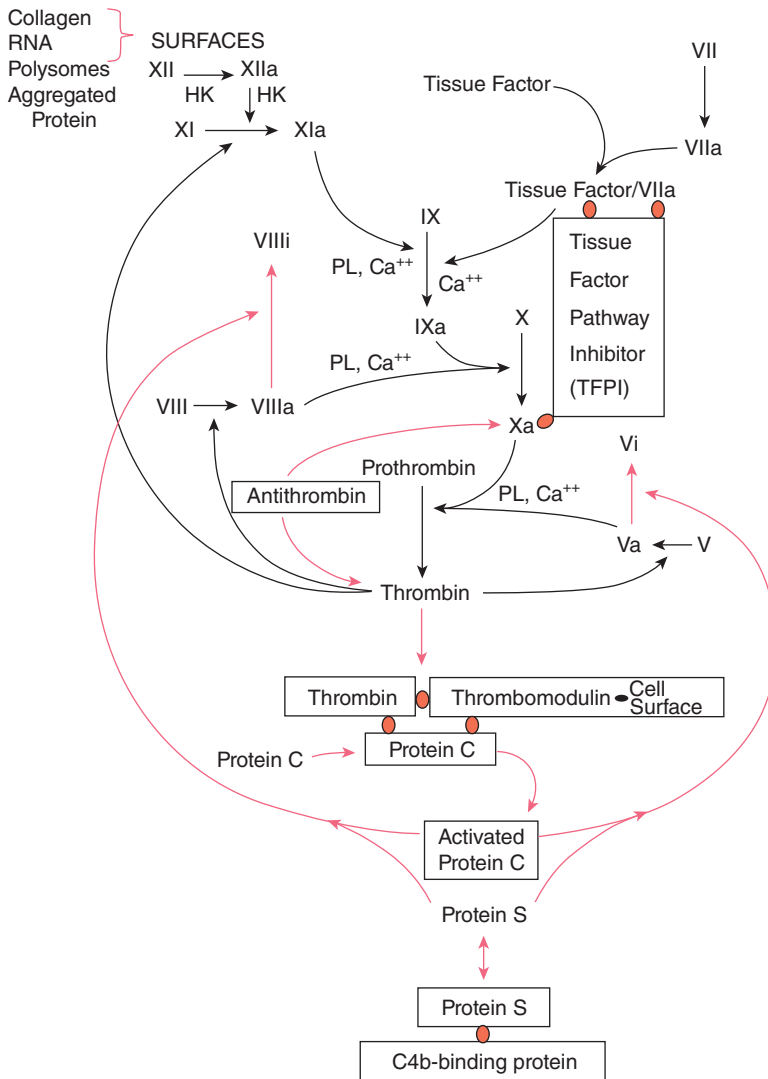 Collagen
RNA
Polysomes
Aggregated
Protein
SURFACES
XII XIIa
HK HK
XI XIa
Tissue Factor
VII
VIIa
Tissue Factor/VIIa
Tissue
Factor
Pathway
Inhibitor
(TFPI)
IX
PL, Ca++
Ca++
IXa
X
VIIIi
PL, Ca++
VIII VIIIa
Xa
Vi
Prothrombin
Antithrombin
PL, Ca++
Va V
Thrombin
Thrombin
Thrombomodulin
Cell
Surface
Protein C
Protein C
Activated
Protein C
Protein S
Protein S
C4b-binding protein